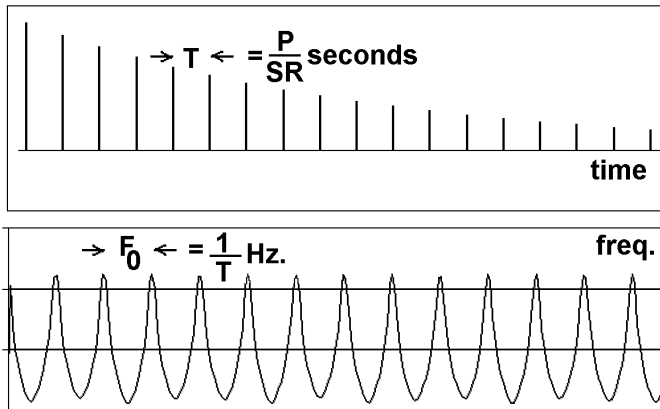 → T ← = P/SR seconds
time
→ F₀ ← = 1/T Hz.
freq.